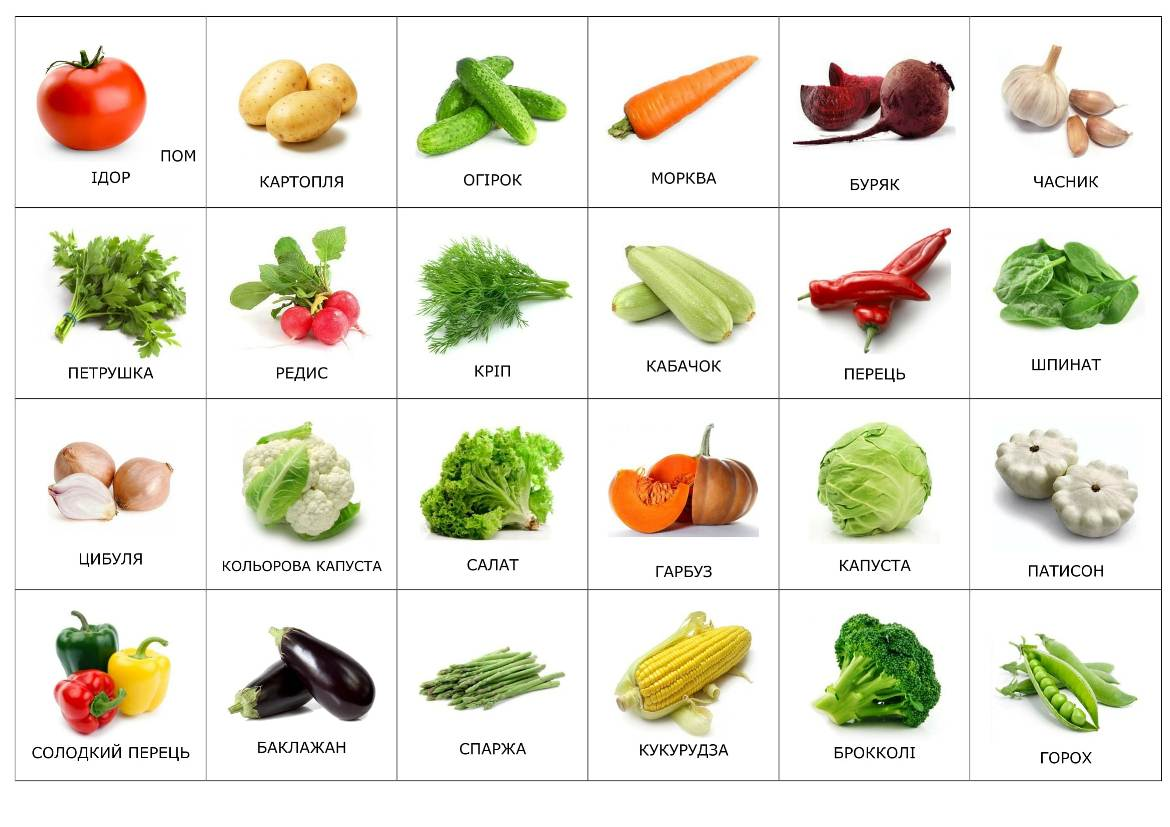 ПОМ
ІДОР
КАРТОПЛЯ
ОГІРОК
МОРКВА
БУРЯК
ЧАСНИК
ПЕТРУШКА
РЕДИС
КРІП
КАБАЧОК
ПЕРЕЦЬ
ШПИНАТ
ЦИБУЛЯ
КОЛЬОРОВА КАПУСТА
САЛАТ
ГАРБУЗ
КАПУСТА
ПАТИСОН
СОЛОДКИЙ ПЕРЕЦЬ
БАКЛАЖАН
СПАРЖА
КУКУРУДЗА
БРОККОЛІ
ГОРОХ